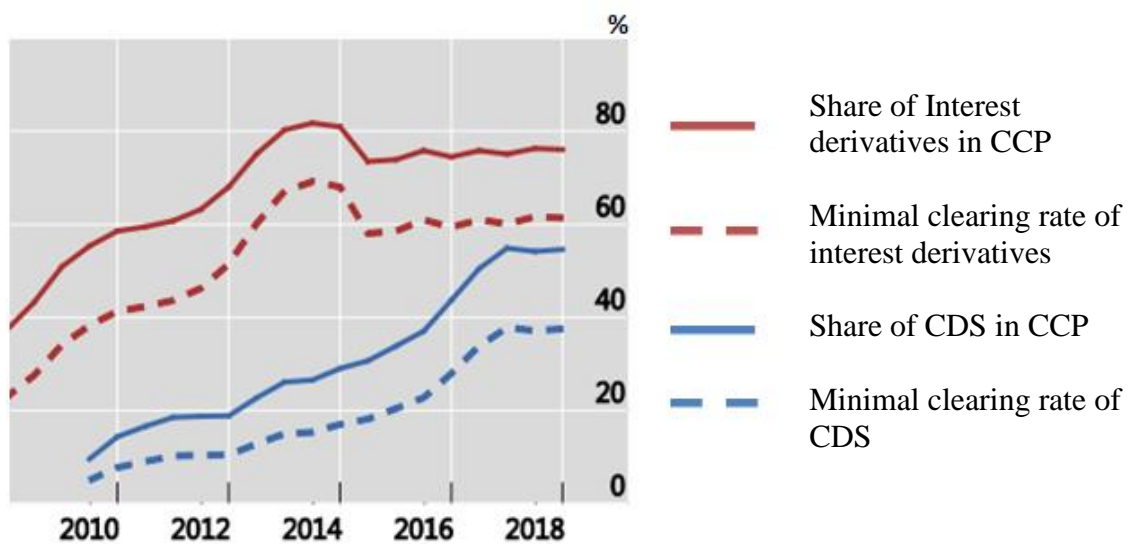 %
80
60
40
20
0
2010 2012 2014 2016 2018
Share of Interest
derivatives in CCP
Minimal clearing rate of
interest derivatives
Share of CDS in CCP
Minimal clearing rate of
CDS